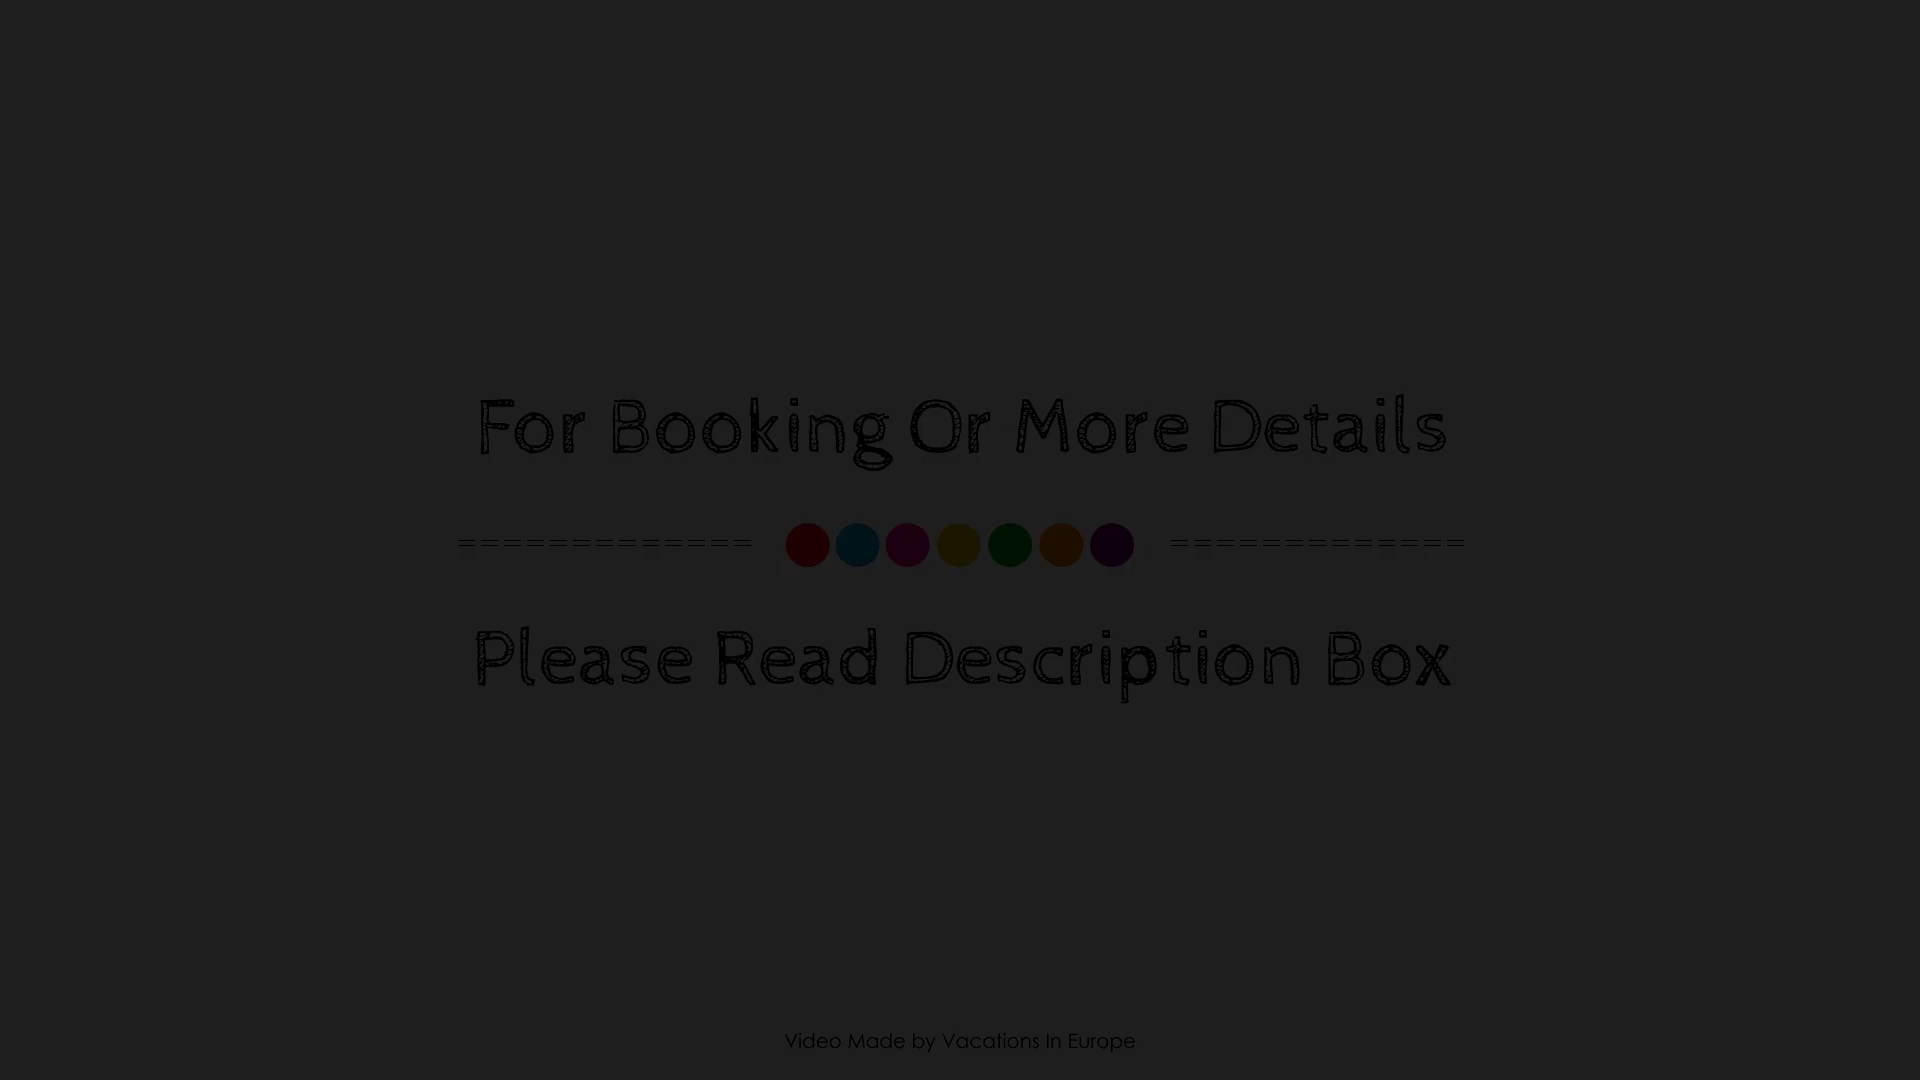 For Booking Or More Details
============= =============
Please Read Description Box
Video Made by Vacations In Europe